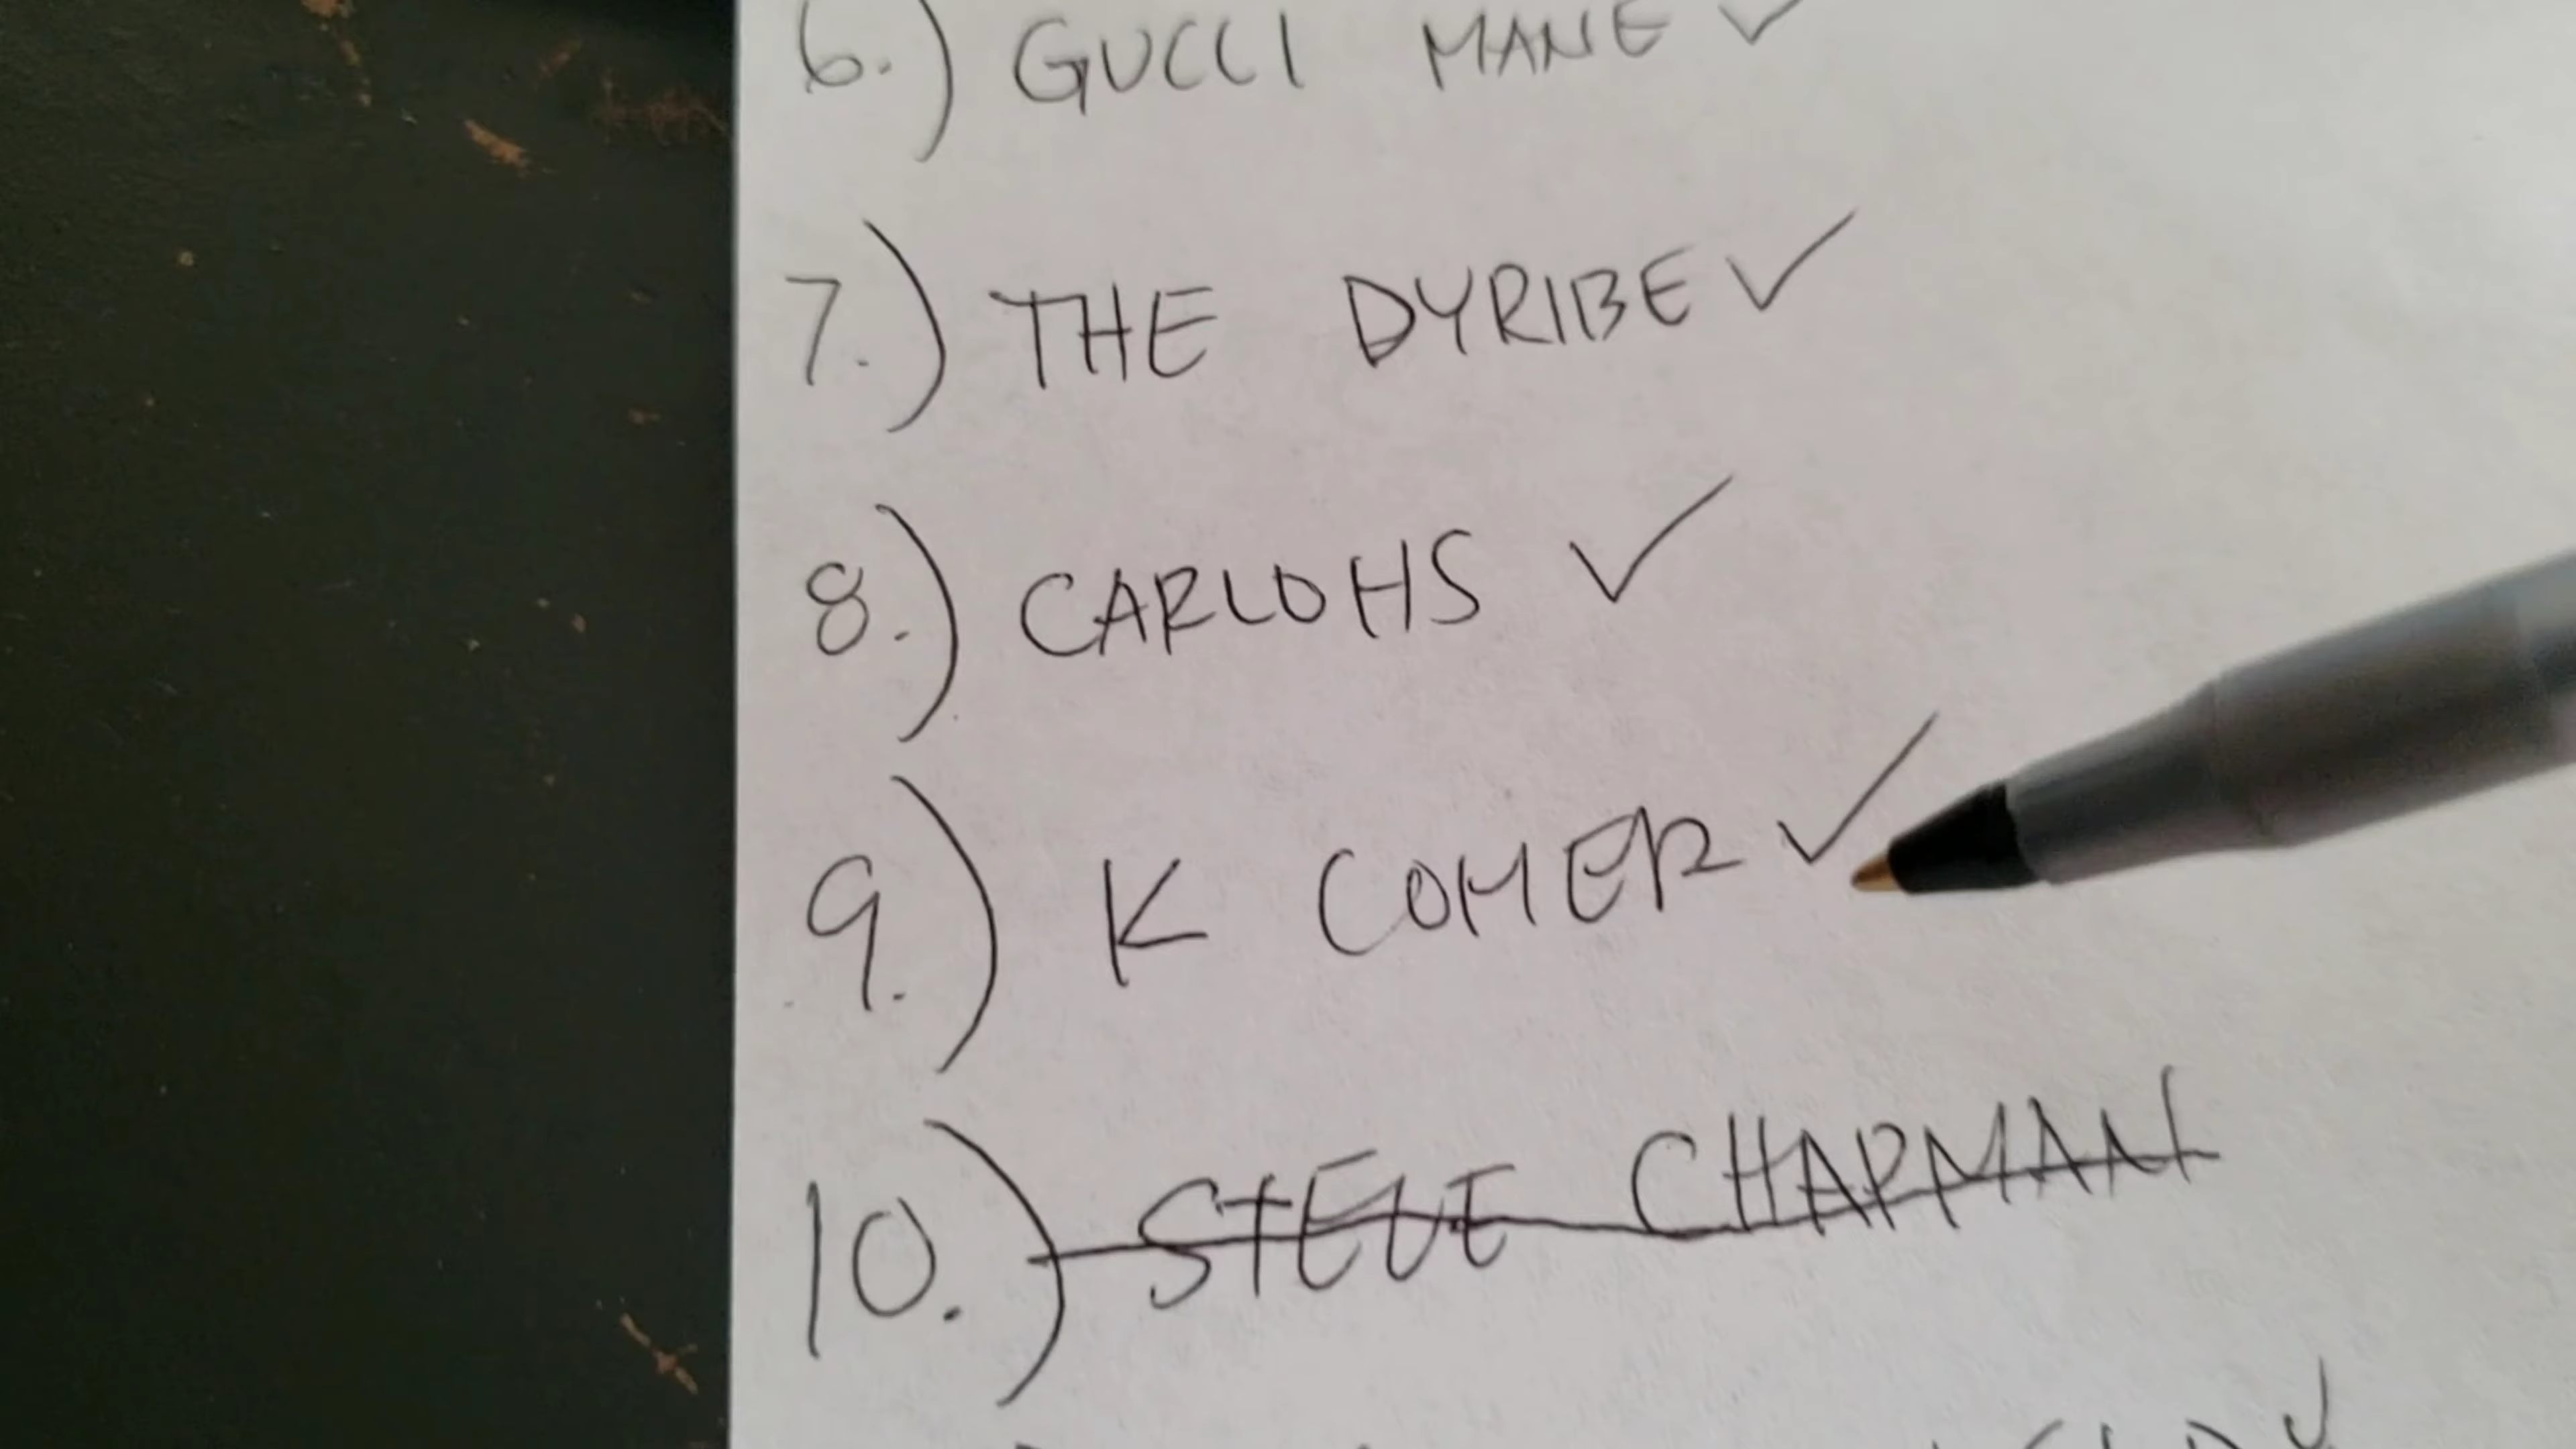 6.) GUCCI MANE ✓
7.) THE DYRIBE ✓
8.) CARLOHS ✓
9.) K COMER ✓
10.) STEVE CHAPMAN